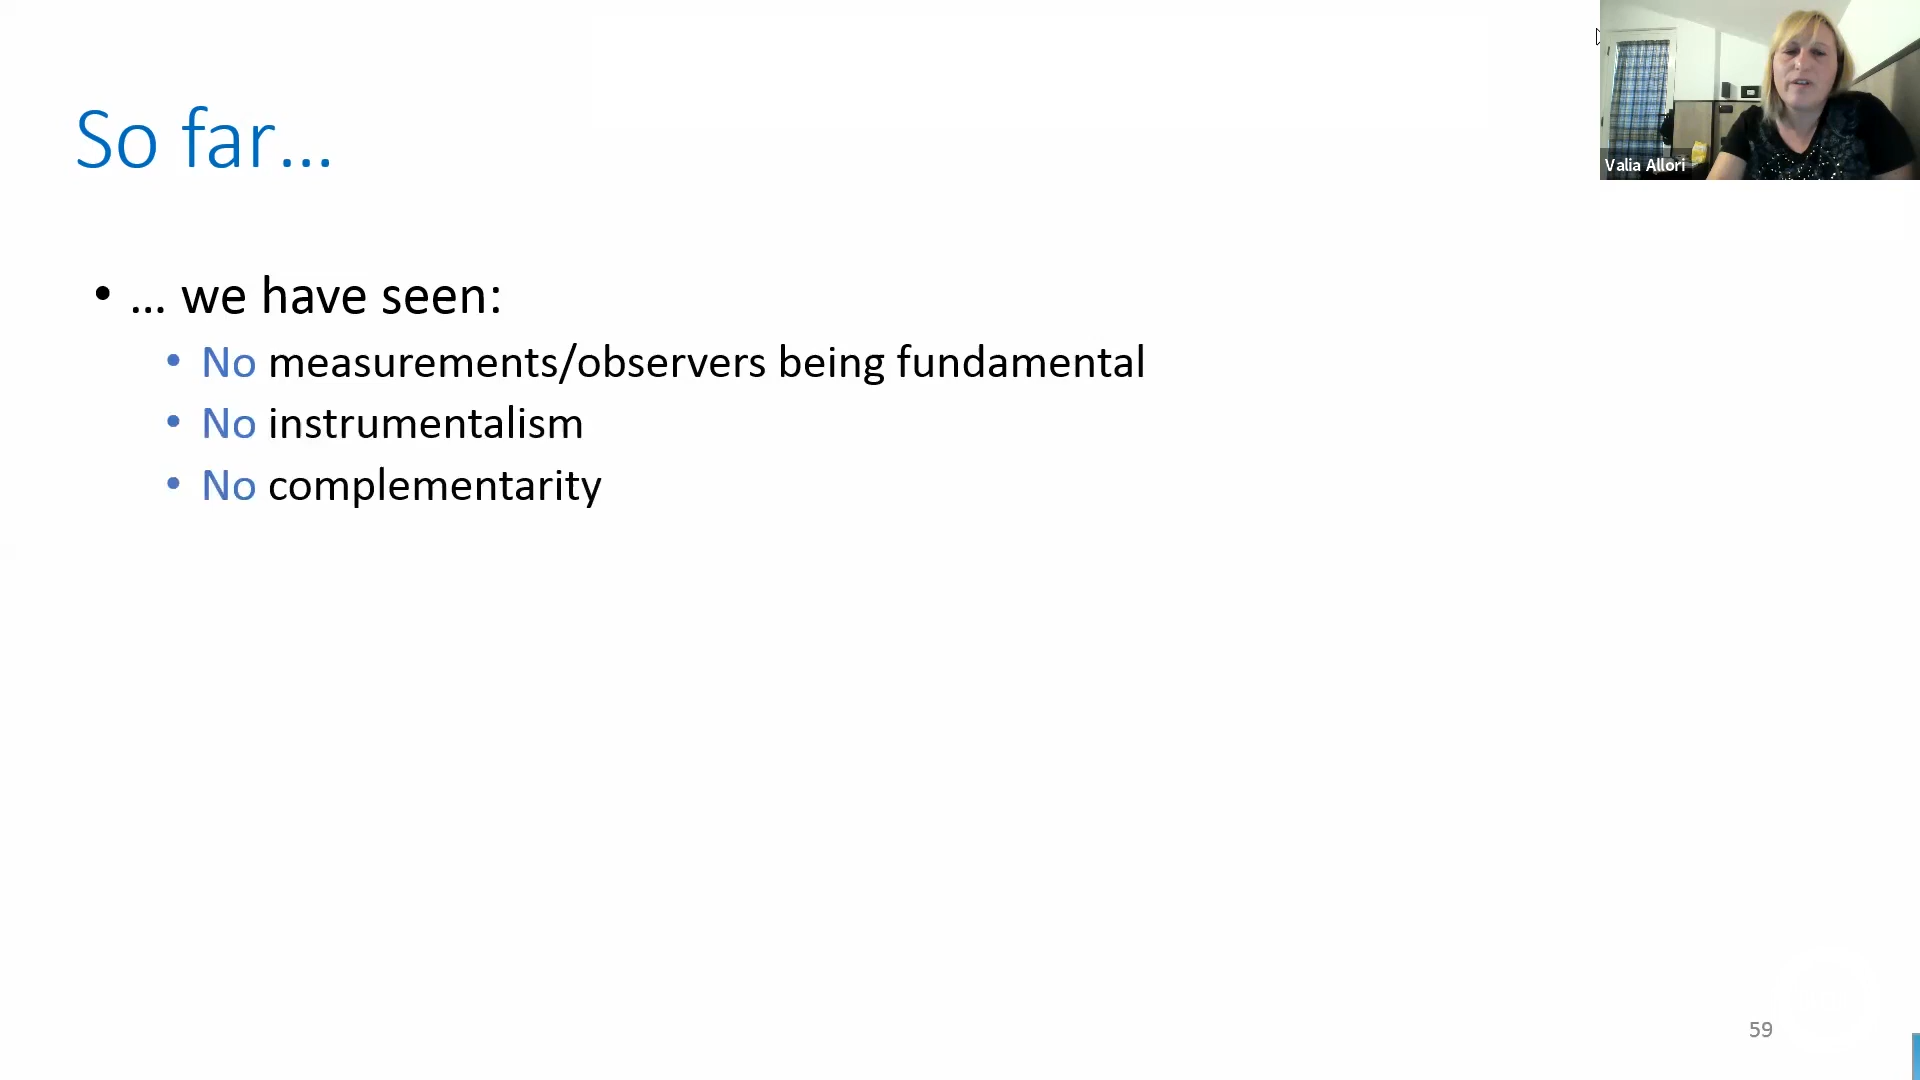 So far...
• ... we have seen:
• No measurements/observers being fundamental
• No instrumentalism
• No complementarity
Valia Allori
59